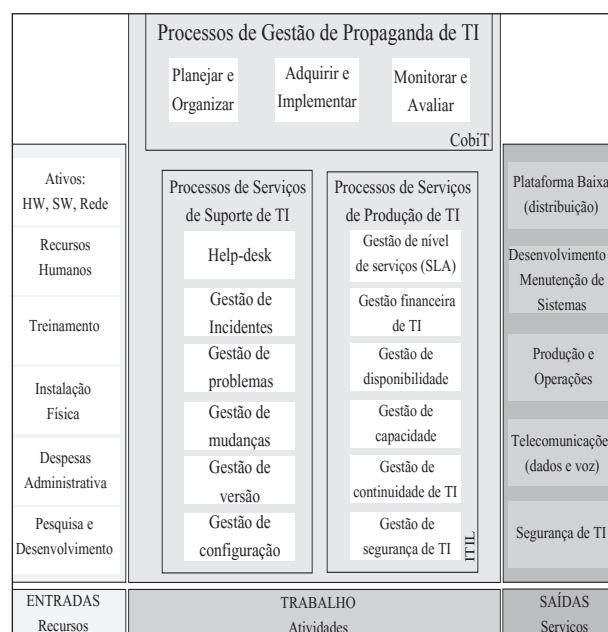 Processos de Gestão de Propaganda de TI
Planejar e
Organizar
Adquirir e
Implementar
Monitorar e
Avaliar
CobiT
Ativos:
HW, SW, Rede
Recursos
Humanos
Treinamento
Instalação
Física
Despesas
Administrativa
Pesquisa e
Desenvolvimento
Processos de Serviços
de Suporte de TI
Help-desk
Gestão de
Incidentes
Gestão de
problemas
Gestão de
mudanças
Gestão de
versão
Gestão de
configuração
Processos de Serviços
de Produção de TI
Gestão de nível
de serviços (SLA)
Gestão financeira
de TI
Gestão de
disponibilidade
Gestão de
capacidade
Gestão de
continuidade de TI
Gestão de
segurança de TI
ITIL
Plataforma Baixa
(distribuição)
Desenvolvimento
Menutenção de
Sistemas
Produção e
Operações
Telecomunicaçõe
(dados e voz)
Segurança de TI
ENTRADAS
Recursos
TRABALHO
Atividades
SAÍDAS
Serviços